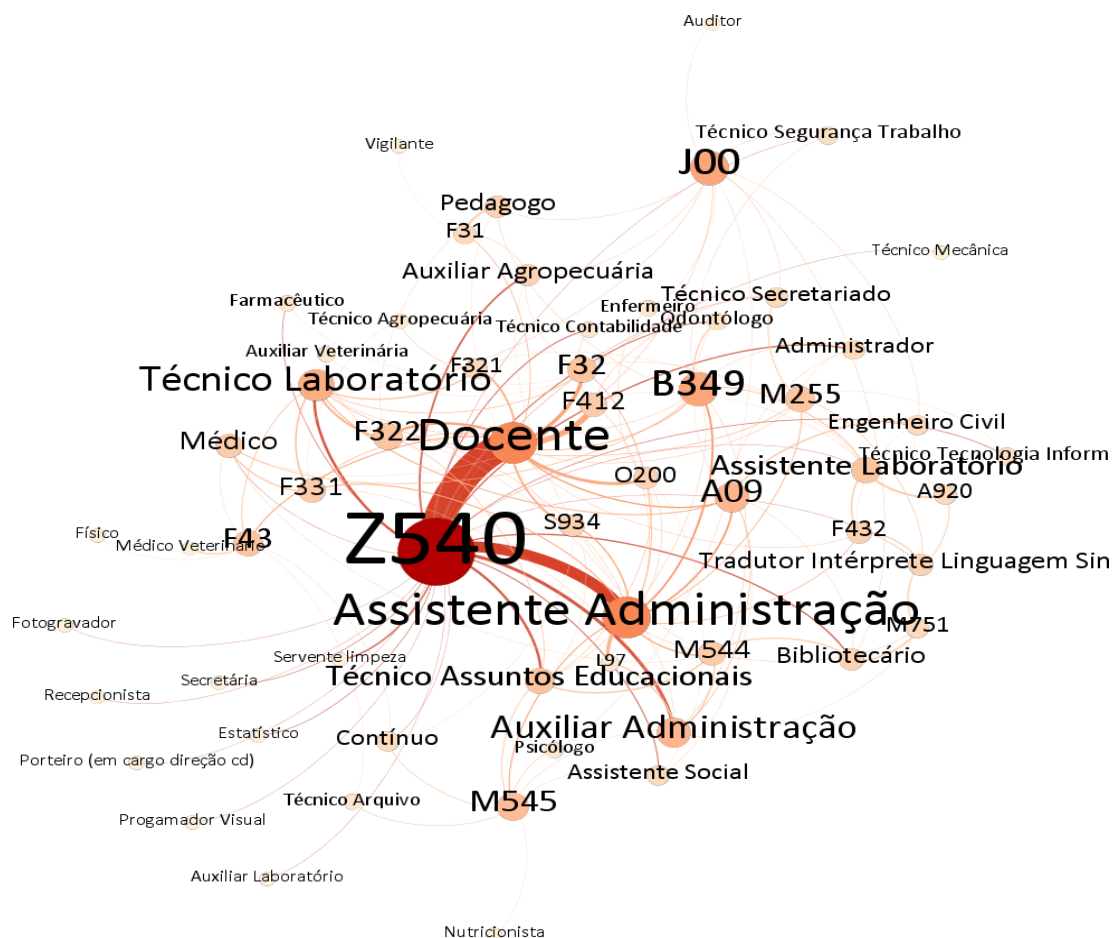 Auditor
Técnico Segurança Trabalho
Vigilante
J00
Pedagogo
F31
Técnico Mecânica
Auxiliar Agropecuária
Técnico Secretariado
Farmacêutico
Enfermeiro
Técnico Agropecuária
Técnico Contabilidade
Odontólogo
Auxiliar Veterinária
Administrador
F321
F32
Técnico Laboratório
B349
M255
F412
Engenheiro Civil
Médico
F322
Docente
Técnico Tecnologia Inform
Assistente Laboratório
O200
F331
A09
A920
S934
F432
Físico
Z540
Médico Veterinário
F43
Tradutor Intérprete Linguagem Sin
Assistente Administração
Fotogravador
M751
Servente limpeza
L97
M544
Bibliotecário
Secretária
Técnico Assuntos Educacionais
Recepcionista
Estatístico
Contínuo
Auxiliar Administração
Psicólogo
Porteiro (em cargo direção cd)
Assistente Social
Técnico Arquivo
M545
Progamador Visual
Auxiliar Laboratório
Nutricionista